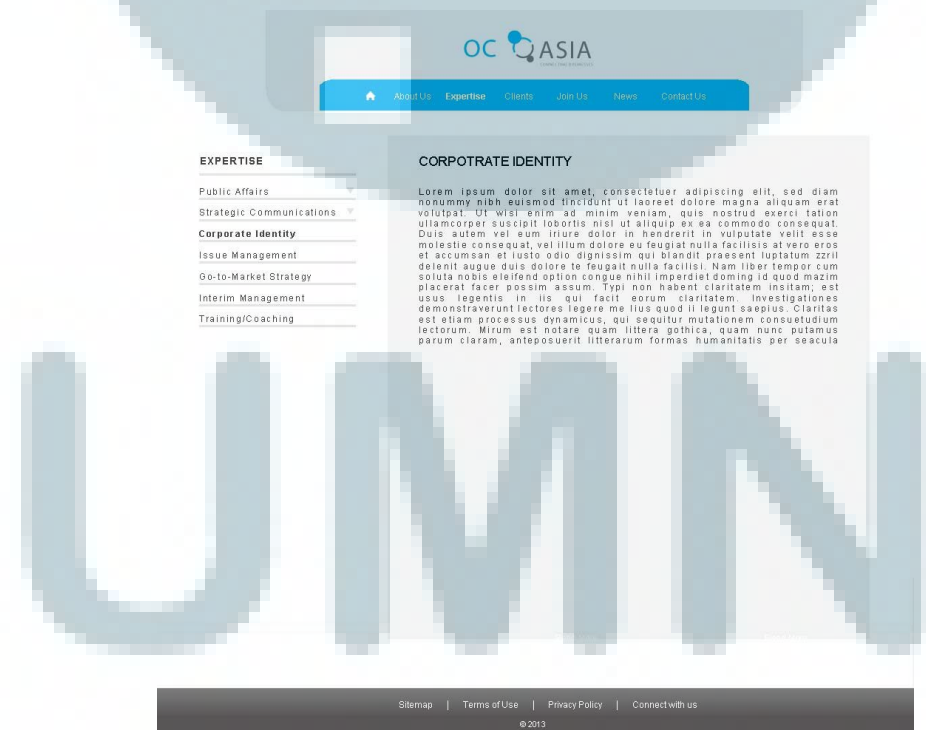 OC ASIA
About Us Expertise Clients Join Us News Contact Us
EXPERTISE
Public Affairs
Strategic Communications
Corporate Identity
Issue Management
Go-to-Market Strategy
Interim Management
Training/Coaching
CORPOTRATE IDENTITY
Lorem ipsum dolor sit amet, consectetuer adipiscing elit, sed diam
nonummy nibh euismod tincidunt ut laoreet dolore magna aliquam erat
volutpat. Ut wisi enim ad minim veniam, quis nostrud exerci tation
ullamcorper suscipit lobortis nisl ut aliquip ex ea commodo consequat.
Duis autem vel eum iriure dolor in hendrerit in vulputate velit esse
molestie consequat, vel illum dolore eu feugiat nulla facilisis at vero eros
et accumsan et iusto odio dignissim qui blandit praesent luptatum zzril
delenit augue duis dolore te feugait nulla facilisi. Nam liber tempor cum
soluta nobis eleifend option congue nihil imperdiet doming id quod mazim
placerat facer possim assum. Typi non habent claritatem insitam; est
usus legentis in iis qui facit eorum claritatem. Investigationes
demonstraverunt lectores legere me lius quod ii legunt saepius. Claritas
est etiam processus dynamicus, qui sequitur mutationem consuetudium
lectorum. Mirum est notare quam littera gothica, quam nunc putamus
parum claram, anteposuerit litterarum formas humanitatis per seacula
UMN
Sitemap | Terms of Use | Privacy Policy | Connect with us
© 2013